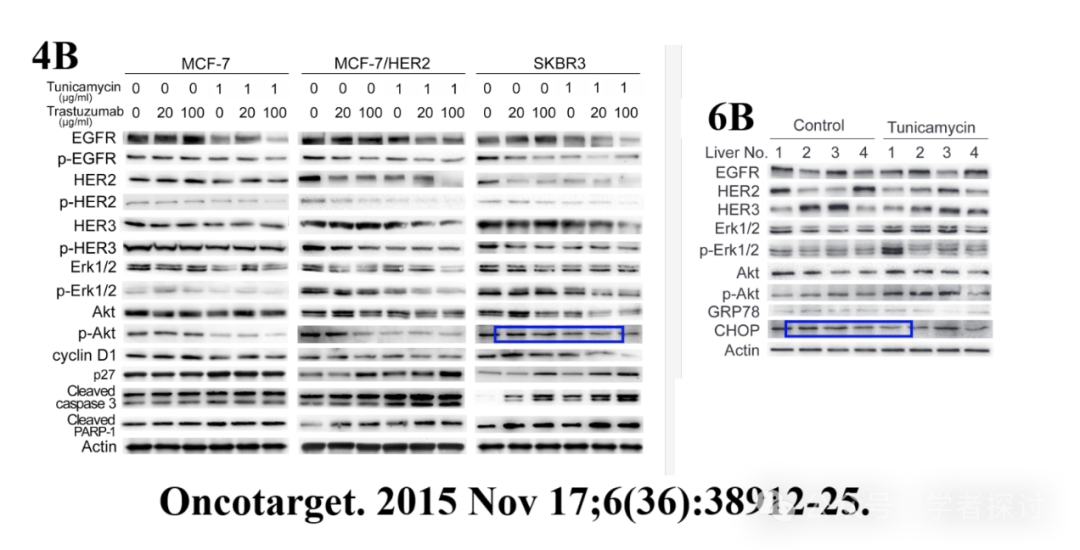 4B
MCF-7 MCF-7/HER2 SKBR3
Tunicamycin (μg/ml) 0 0 0 1 1 1 0 0 0 1 1 1 0 0 0 1 1 1
Trastuzumab (μg/ml) 0 20 100 0 20 100 0 20 100 0 20 100 0 20 100 0 20 100
EGFR
p-EGFR
HER2
p-HER2
HER3
p-HER3
Erk1/2
p-Erk1/2
Akt
p-Akt
cyclin D1
p27
Cleaved
caspase 3
Cleaved
PARP-1
Actin
6B
Control Tunicamycin
Liver No. 1 2 3 4 1 2 3 4
EGFR
HER2
HER3
Erk1/2
p-Erk1/2
Akt
p-Akt
GRP78
CHOP
Actin
Oncotarget. 2015 Nov 17;6(36):38912-25.
学者探讨